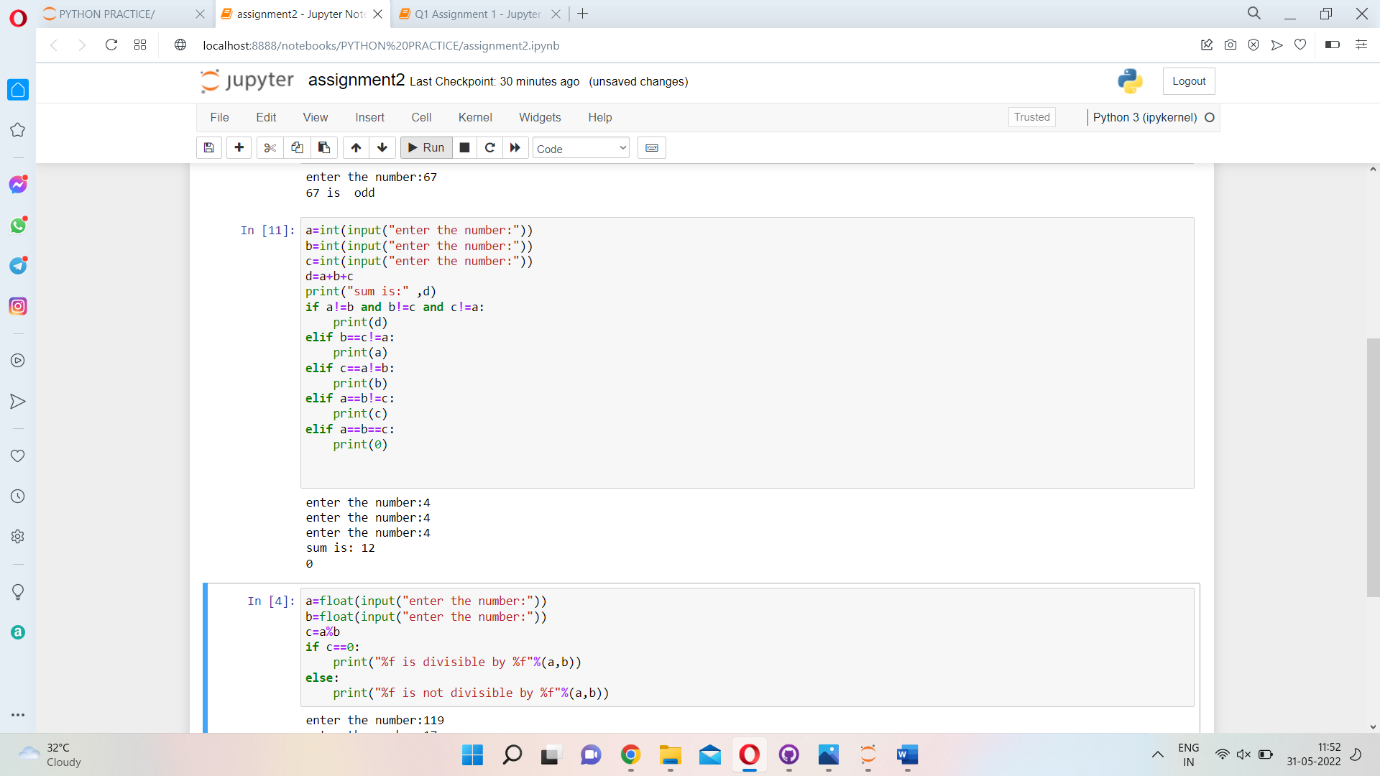 PYTHON PRACTICE/
assignment2 - Jupyter Not
Q1 Assignment 1 - Jupyter
localhost:8888/notebooks/PYTHON%20PRACTICE/assignment2.ipynb
jupyter assignment2 Last Checkpoint: 30 minutes ago (unsaved changes)
Logout
File Edit View Insert Cell Kernel Widgets Help
Trusted
Python 3 (ipykernel)
Run
Code
enter the number:67
67 is  odd
In [11]:
a=int(input("enter the number:"))
b=int(input("enter the number:"))
c=int(input("enter the number:"))
d=a+b+c
print("sum is:" ,d)
if a!=b and b!=c and c!=a:
    print(d)
elif b==c!=a:
    print(a)
elif c==a!=b:
    print(b)
elif a==b!=c:
    print(c)
elif a==b==c:
    print(0)
enter the number:4
enter the number:4
enter the number:4
sum is: 12
0
In [4]:
a=float(input("enter the number:"))
b=float(input("enter the number:"))
c=a%b
if c==0:
    print("%f is divisible by %f"%(a,b))
else:
    print("%f is not divisible by %f"%(a,b))
enter the number:119
32°C
Cloudy
ENG
IN
11:52
31-05-2022